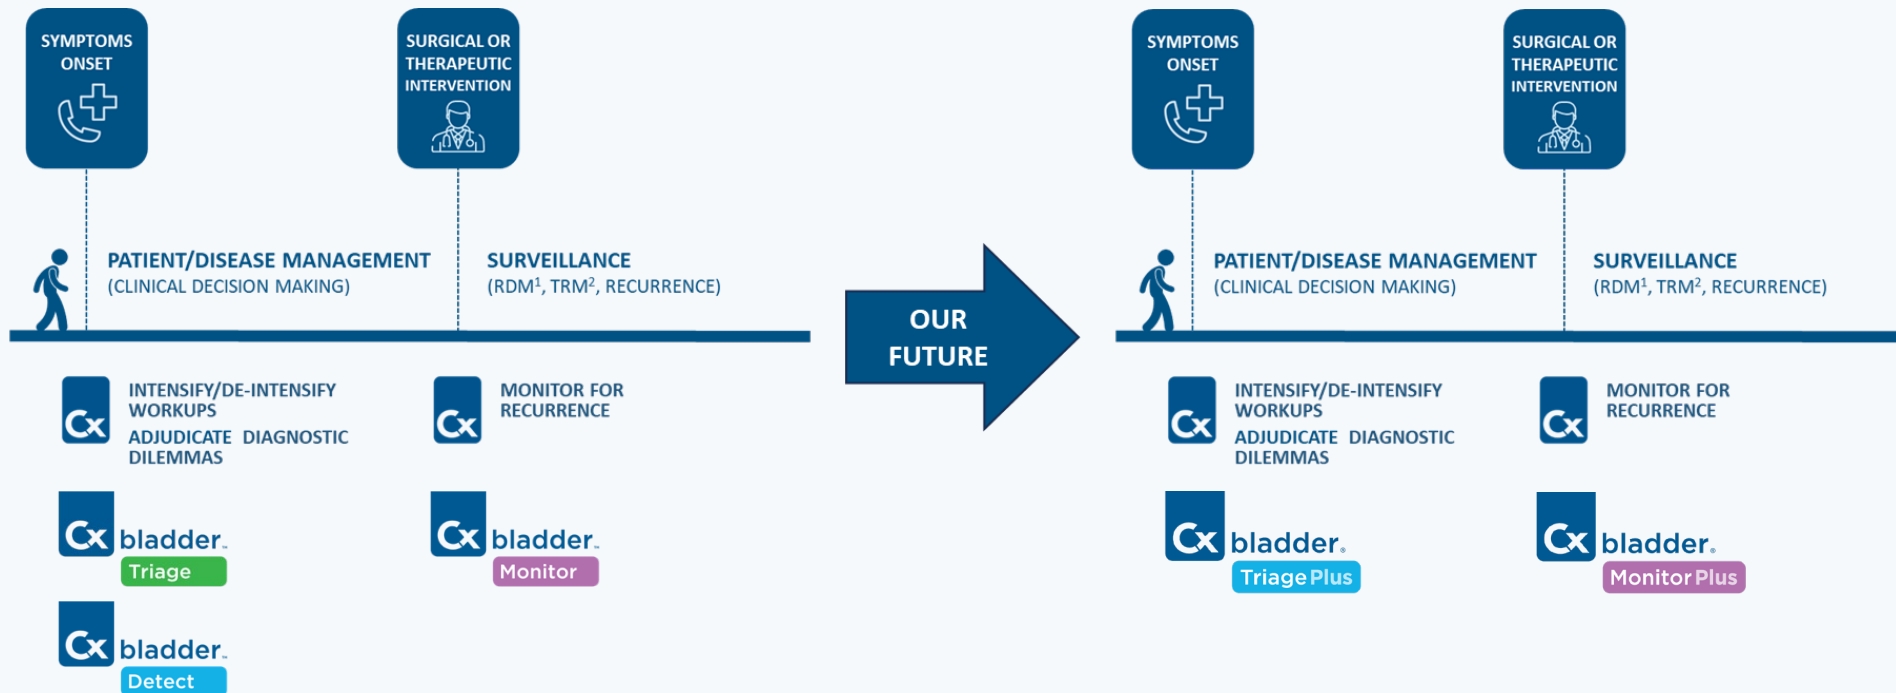 SYMPTOMS
ONSET
SURGICAL OR
THERAPEUTIC
INTERVENTION
PATIENT/DISEASE MANAGEMENT
(CLINICAL DECISION MAKING)
SURVEILLANCE
(RDM¹, TRM², RECURRENCE)
Cx
INTENSIFY/DE-INTENSIFY
WORKUPS
ADJUDICATE DIAGNOSTIC
DILEMMAS
Cx
MONITOR FOR
RECURRENCE
Cx bladder™
Triage
Cx bladder™
Monitor
Cx bladder™
Detect
OUR
FUTURE
SYMPTOMS
ONSET
SURGICAL OR
THERAPEUTIC
INTERVENTION
PATIENT/DISEASE MANAGEMENT
(CLINICAL DECISION MAKING)
SURVEILLANCE
(RDM¹, TRM², RECURRENCE)
Cx
INTENSIFY/DE-INTENSIFY
WORKUPS
ADJUDICATE DIAGNOSTIC
DILEMMAS
Cx
MONITOR FOR
RECURRENCE
Cx bladder®
Triage Plus
Cx bladder®
Monitor Plus